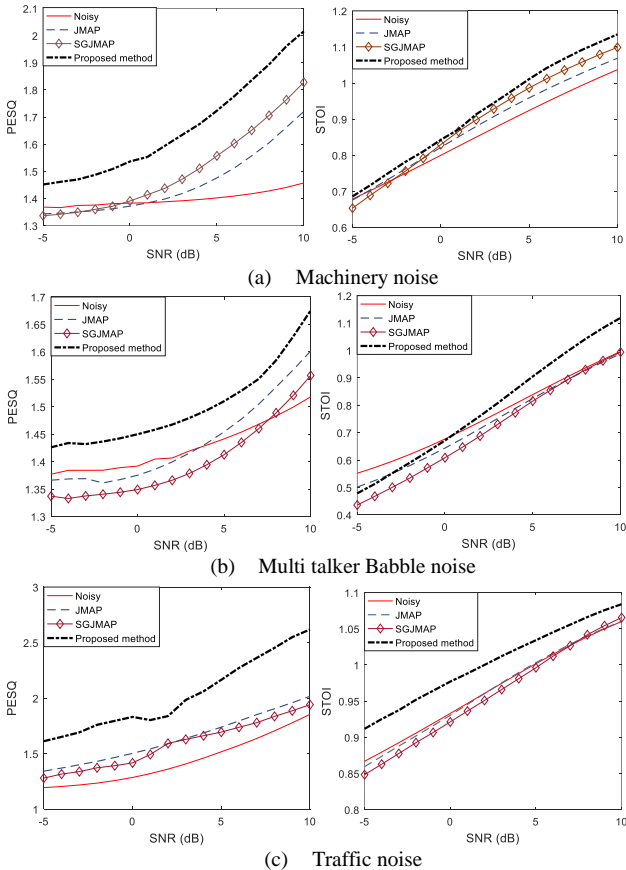 2.1
2
1.9
1.8
1.7
1.6
1.5
1.4
1.3
PESQ
Noisy
JMAP
SGJMAP
Proposed method
-5 0 5 10
SNR (dB)
1.2
1.1
1
0.9
0.8
0.7
0.6
STOI
Noisy
JMAP
SGJMAP
Proposed method
-5 0 5 10
SNR (dB)
(a) Machinery noise
1.7
1.65
1.6
1.55
1.5
1.45
1.4
1.35
1.3
PESQ
Noisy
JMAP
SGJMAP
Proposed method
-5 0 5 10
SNR (dB)
1.2
1.1
1
0.9
0.8
0.7
0.6
0.5
0.4
STOI
Noisy
JMAP
SGJMAP
Proposed method
-5 0 5 10
SNR (dB)
(b) Multi talker Babble noise
3
2.5
2
1.5
1
PESQ
Noisy
JMAP
SGJMAP
Proposed method
-5 0 5 10
SNR (dB)
1.1
1.05
1
0.95
0.9
0.85
0.8
STOI
Noisy
JMAP
SGJMAP
Proposed method
-5 0 5 10
SNR (dB)
(c) Traffic noise